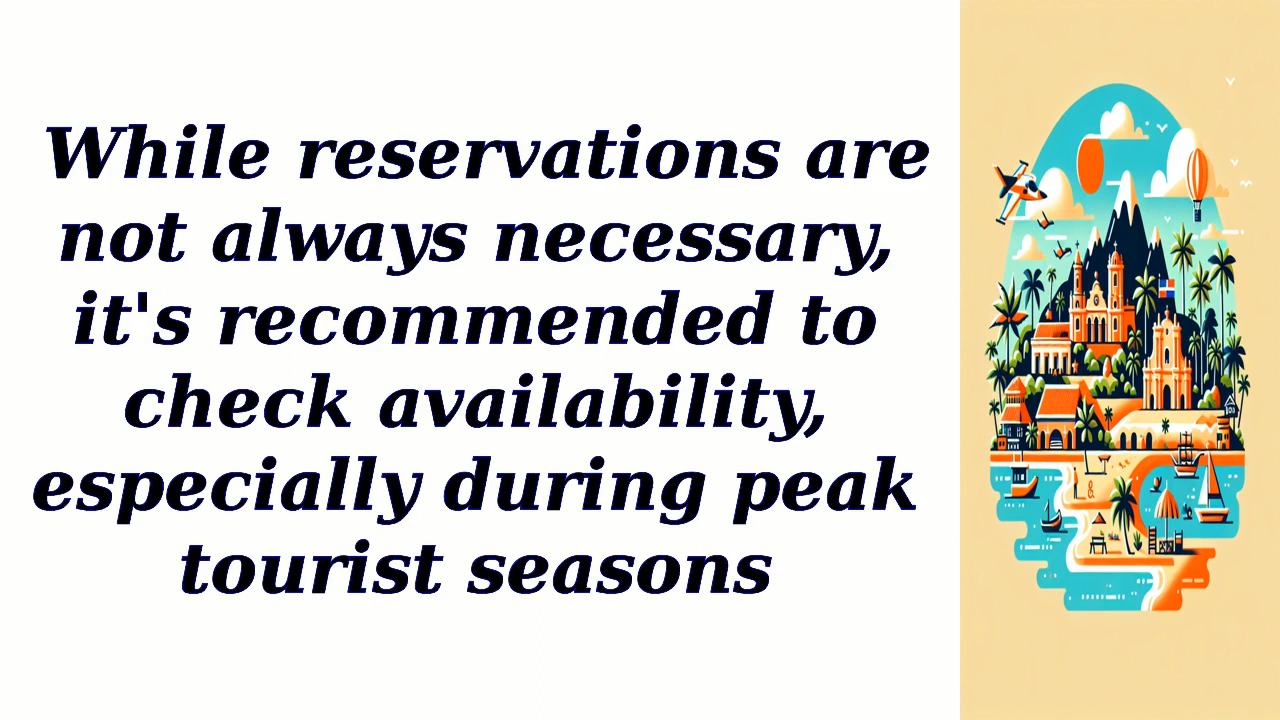 While reservations are
not always necessary,
it's recommended to
check availability,
especially during peak
tourist seasons